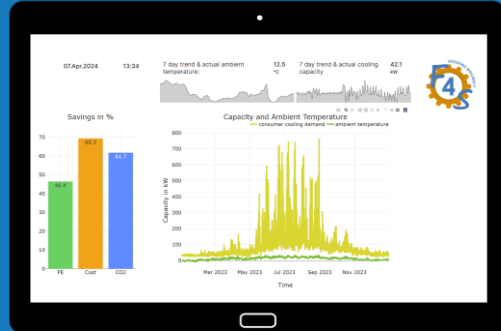 07.Apr.2024 13:34
7 day trend & actual ambient temperature:
12.5
°C
7 day trend & actual cooling capacity
42.1
kW
F4S
Savings in %
70
60
50
40
30
20
10
0
46.4
69.3
61.7
PE Cost CO2
Capacity and Ambient Temperature
consumer cooling demand ambient temperature
Capacity in kW
800
700
600
500
400
300
200
100
0
Mar 2023 May 2023 Jul 2023 Sep 2023 Nov 2023
Time